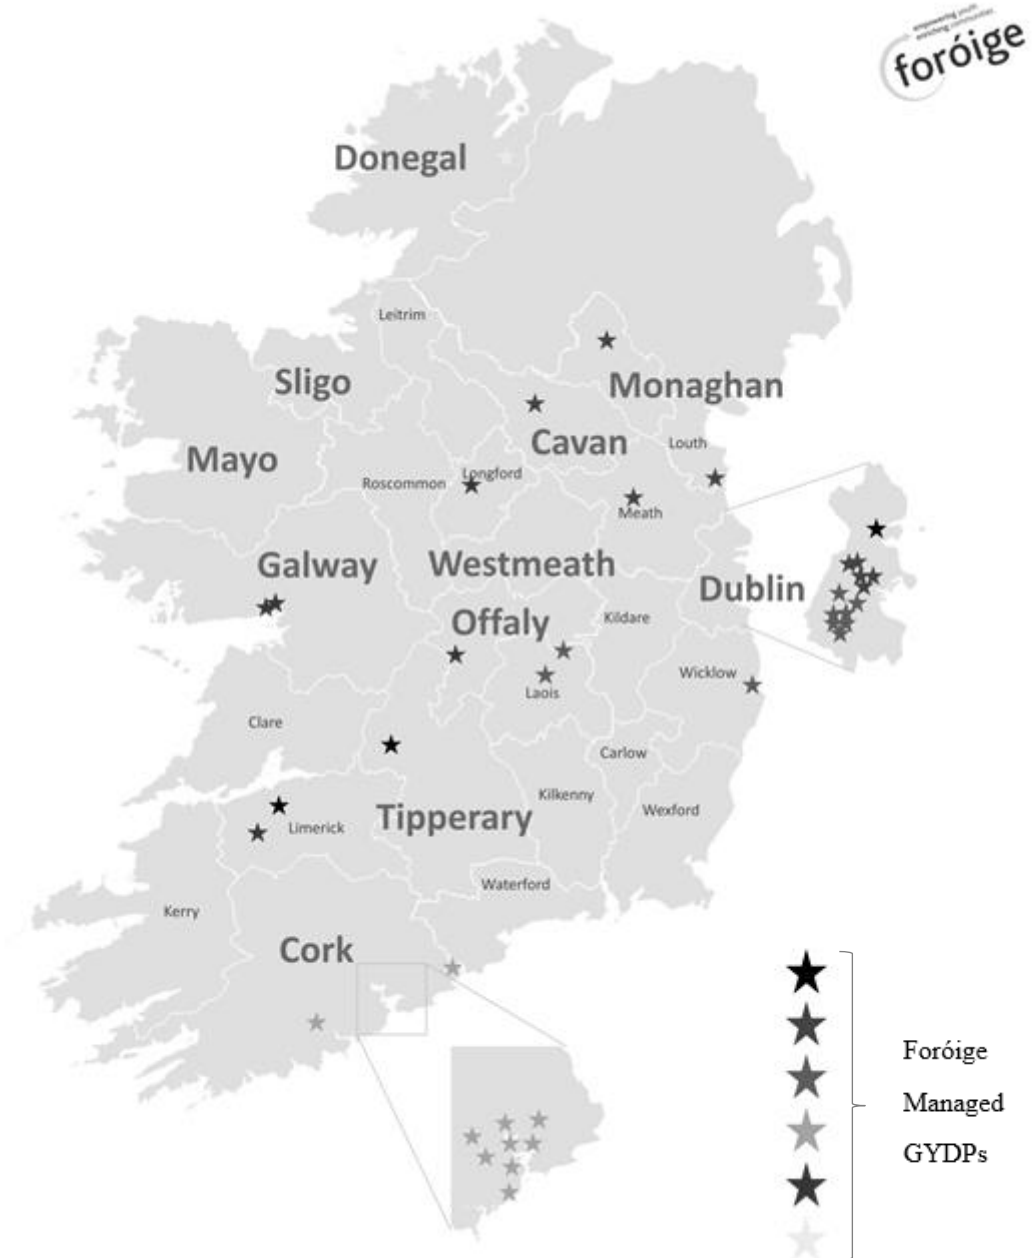 empowering youth
enriching communities
foróige
Donegal
Leitrim
Sligo
Monaghan
Cavan
Mayo
Louth
Longford
Roscommon
Meath
Galway
Westmeath
Dublin
Offaly
Kildare
Wicklow
Laois
Clare
Carlow
Kilkenny
Wexford
Tipperary
Limerick
Waterford
Kerry
Cork
Foróige
Managed
GYDPs